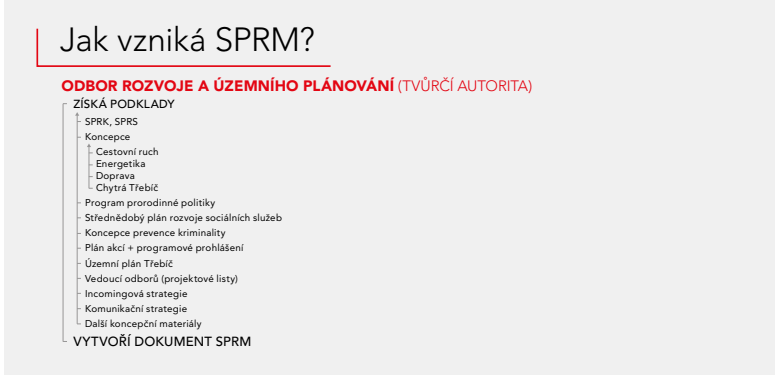 Jak vzniká SPRM?
ODBOR ROZVOJE A ÚZEMNÍHO PLÁNOVÁNÍ (TVŮRČÍ AUTORITA)
ZÍSKÁ PODKLADY
SPRK, SPRS
Koncepce
Cestovní ruch
Energetika
Doprava
Chytrá Třebíč
Program prorodinné politiky
Střednědobý plán rozvoje sociálních služeb
Koncepce prevence kriminality
Plán akcí + programové prohlášení
Územní plán Třebíč
Vedoucí odborů (projektové listy)
Incomingová strategie
Komunikační strategie
Další koncepční materiály
VYTVOŘÍ DOKUMENT SPRM